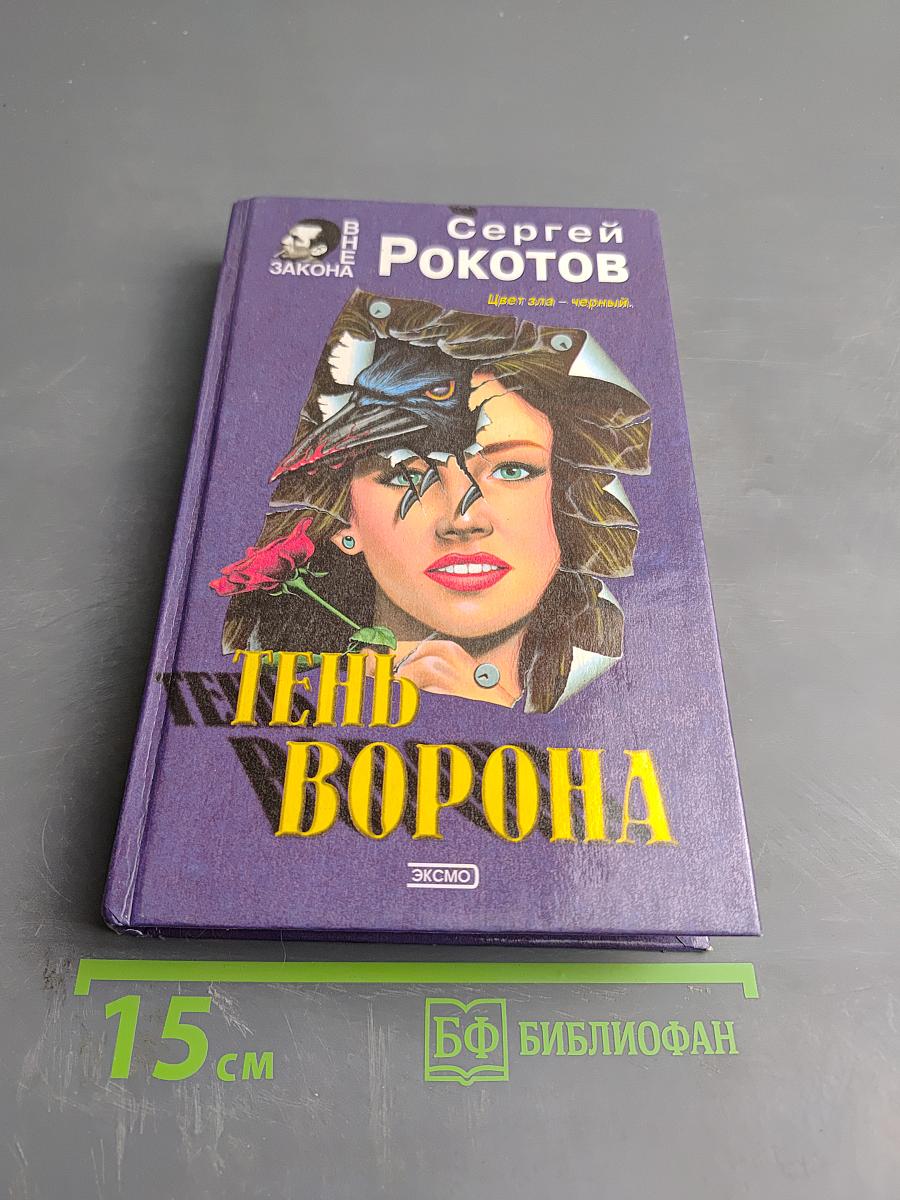 ВНЕ
ЗАКОНА
Сергей
Рокотов
Цвет зла – черный.
ТЕНЬ
ВОРОНА
ЭКСМО
15 см
БФ БИБЛИОФАН